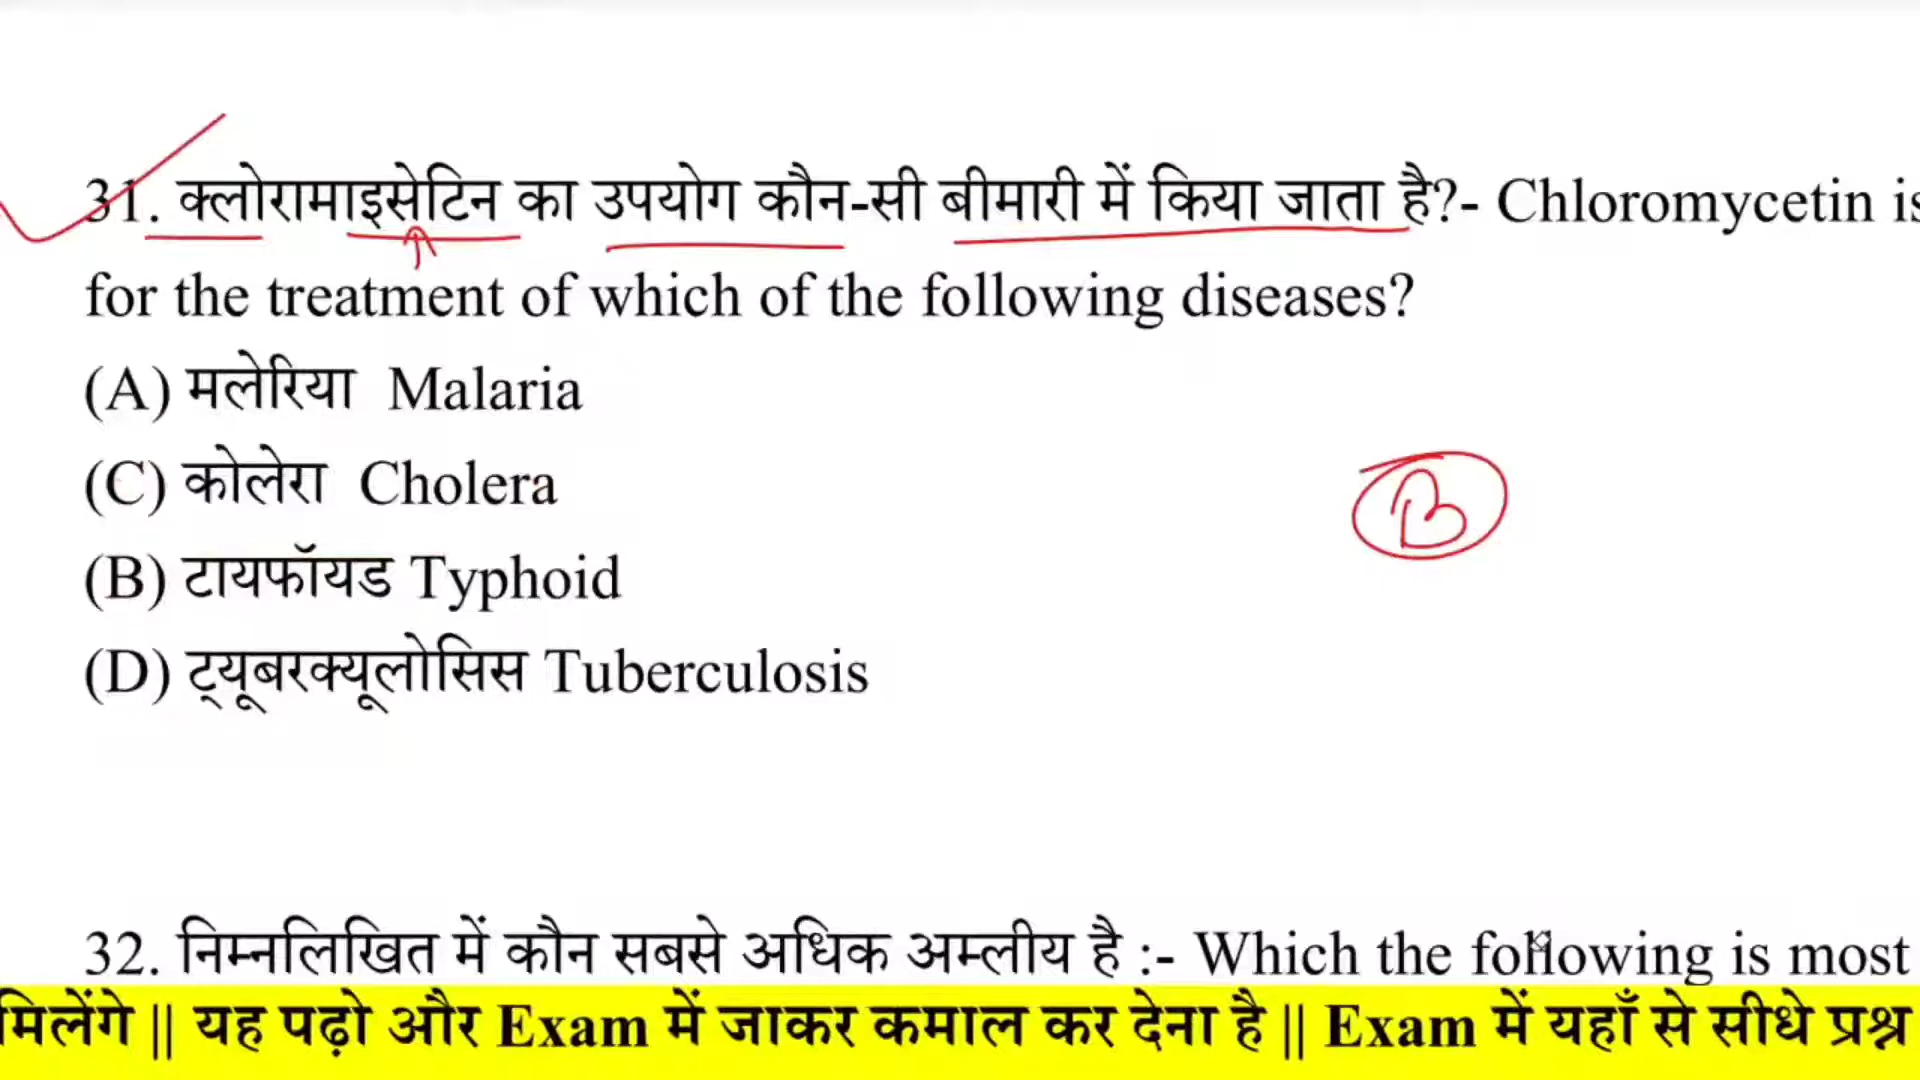 31. क्लोरामाइसेटिन का उपयोग कौन-सी बीमारी में किया जाता है?- Chloromycetin is
for the treatment of which of the following diseases?
(A) मलेरिया Malaria
(C) कोलेरा Cholera
B
(B) टायफॉयड Typhoid
(D) ट्यूबरक्यूलोसिस Tuberculosis
32. निम्नलिखित में कौन सबसे अधिक अम्लीय है :- Which the following is most
मिलेंगे || यह पढ़ो और Exam में जाकर कमाल कर देना है || Exam में यहाँ से सीधे प्रश्न